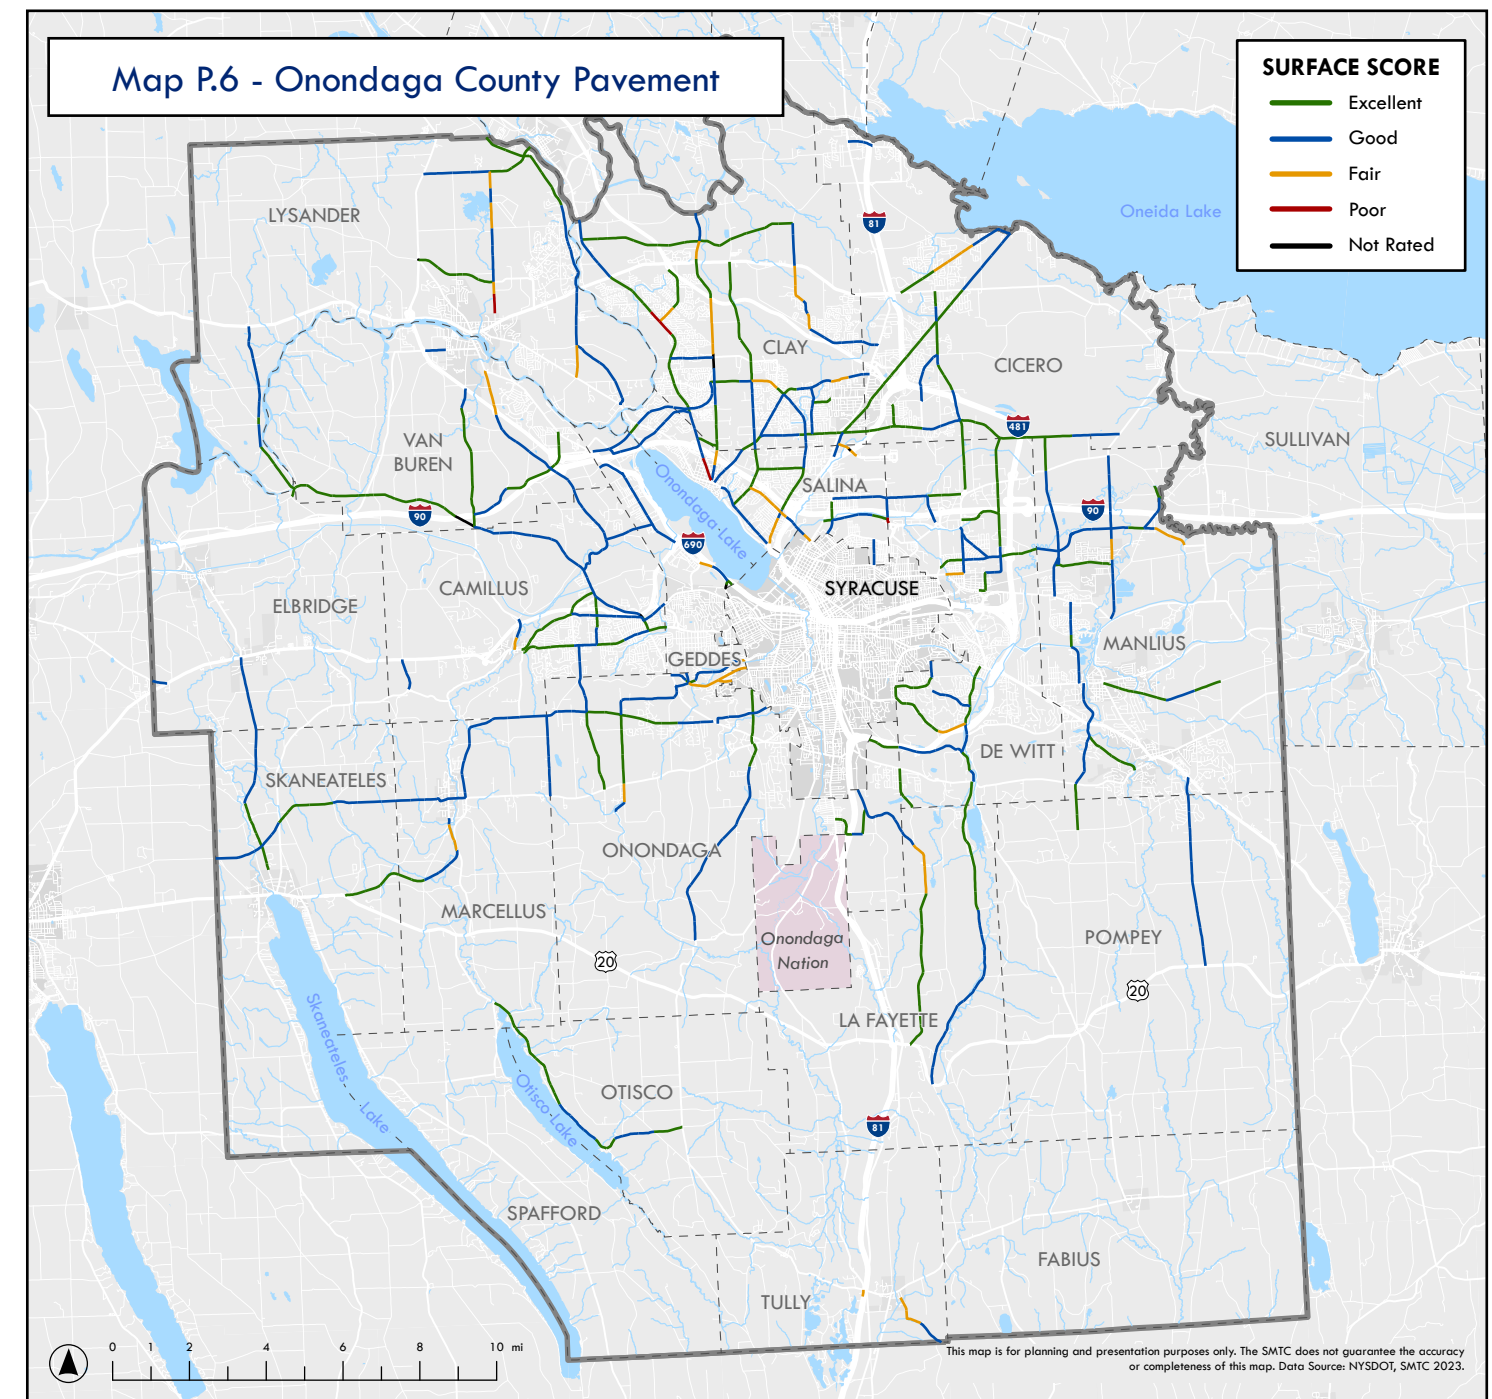 Map P.6 - Onondaga County Pavement
SURFACE SCORE
Excellent
Good
Fair
Poor
Not Rated
LYSANDER
81
Oneida Lake
CLAY
CICERO
VAN
BUREN
481
SULLIVAN
SALINA
Onondaga Lake
90
90
690
CAMILLUS
SYRACUSE
ELBRIDGE
MANLIUS
GEDDES
DE WITT
SKANEATELES
ONONDAGA
MARCELLUS
Onondaga
Nation
POMPEY
20
20
LA FAYETTE
Skaneateles
Lake
Otisco Lake
OTISCO
81
SPAFFORD
FABIUS
TULLY
0 1 2 4 6 8 10 mi
This map is for planning and presentation purposes only. The SMTC does not guarantee the accuracy
or completeness of this map. Data Source: NYSDOT, SMTC 2023.